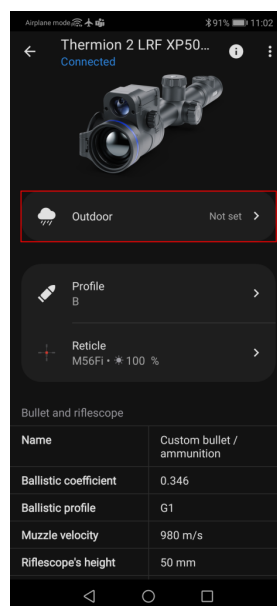 Airplane mode 91% 11:02
Thermion 2 LRF XP50...
Connected
Outdoor Not set
Profile
B
Reticle
M56Fi • ☀ 100 %
Bullet and riflescope
Name Custom bullet /
ammunition
Ballistic coefficient 0.346
Ballistic profile G1
Muzzle velocity 980 m/s
Riflescope's height 50 mm